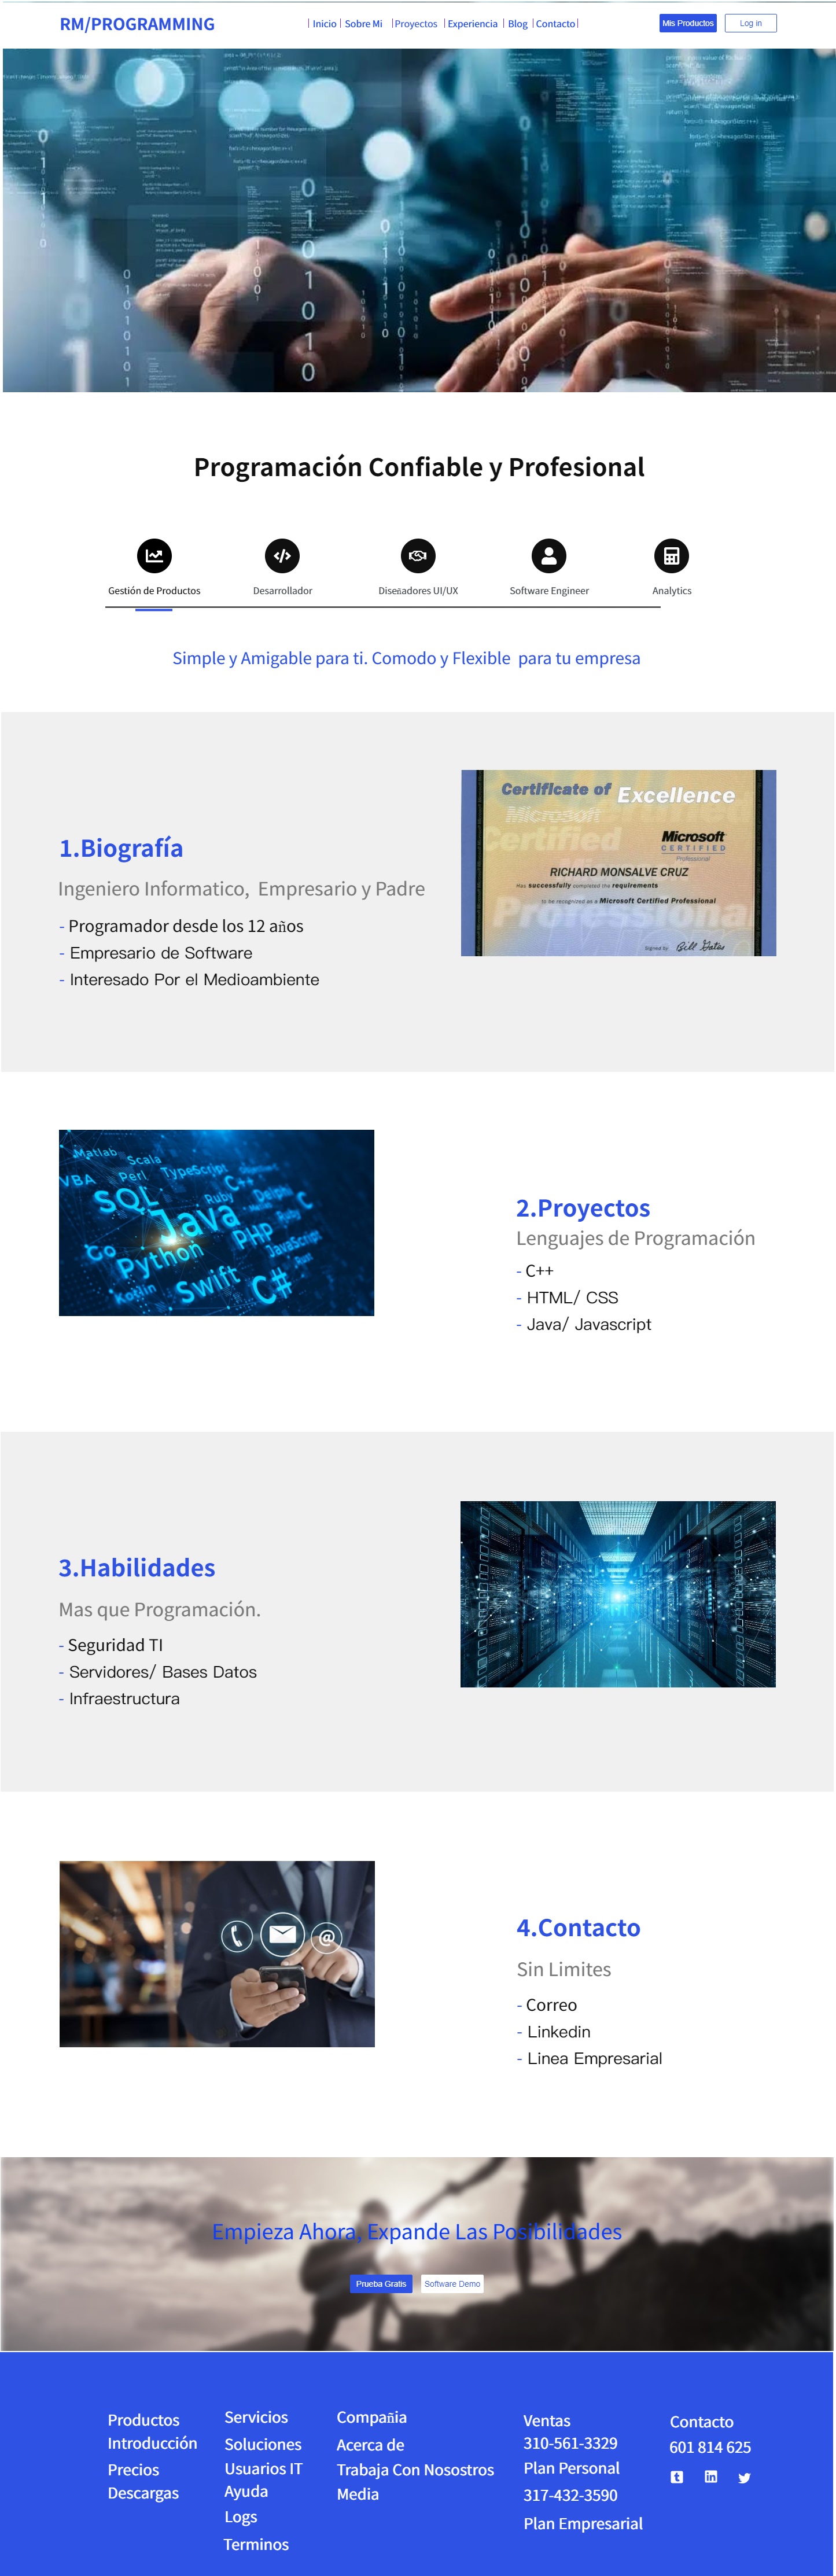 RM/PROGRAMMING
| Inicio | Sobre Mi | Proyectos | Experiencia | Blog | Contacto |
Mis Productos
Log in
Programación Confiable y Profesional
Gestión de Productos
Desarrollador
Diseñadores UI/UX
Software Engineer
Analytics
Simple y Amigable para ti. Comodo y Flexible para tu empresa
Certificate of Excellence
Microsoft
Certified
Professional
Microsoft
CERTIFIED
Professional
RICHARD MONSALVE CRUZ
Has successfully completed the requirements
to be recognized as a Microsoft Certified Professional
Signed by: Bill Gates
1.Biografía
Ingeniero Informatico, Empresario y Padre
- Programador desde los 12 años
- Empresario de Software
- Interesado Por el Medioambiente
Matlab
Scala
VBA
Perl
TypeScript
SQL
Ruby
C++
Delphi
C
Java
Go
Python
PHP
JavaScript
Rust
Kotlin
Swift
C#
2.Proyectos
Lenguajes de Programación
- C++
- HTML/ CSS
- Java/ Javascript
3.Habilidades
Mas que Programación.
- Seguridad TI
- Servidores/ Bases Datos
- Infraestructura
@
4.Contacto
Sin Limites
- Correo
- Linkedin
- Linea Empresarial
Empieza Ahora, Expande Las Posibilidades
Prueba Gratis
Software Demo
Productos
Introducción
Precios
Descargas
Servicios
Soluciones
Usuarios IT
Ayuda
Logs
Terminos
Compañia
Acerca de
Trabaja Con Nosostros
Media
Ventas
310-561-3329
Plan Personal
317-432-3590
Plan Empresarial
Contacto
601 814 625